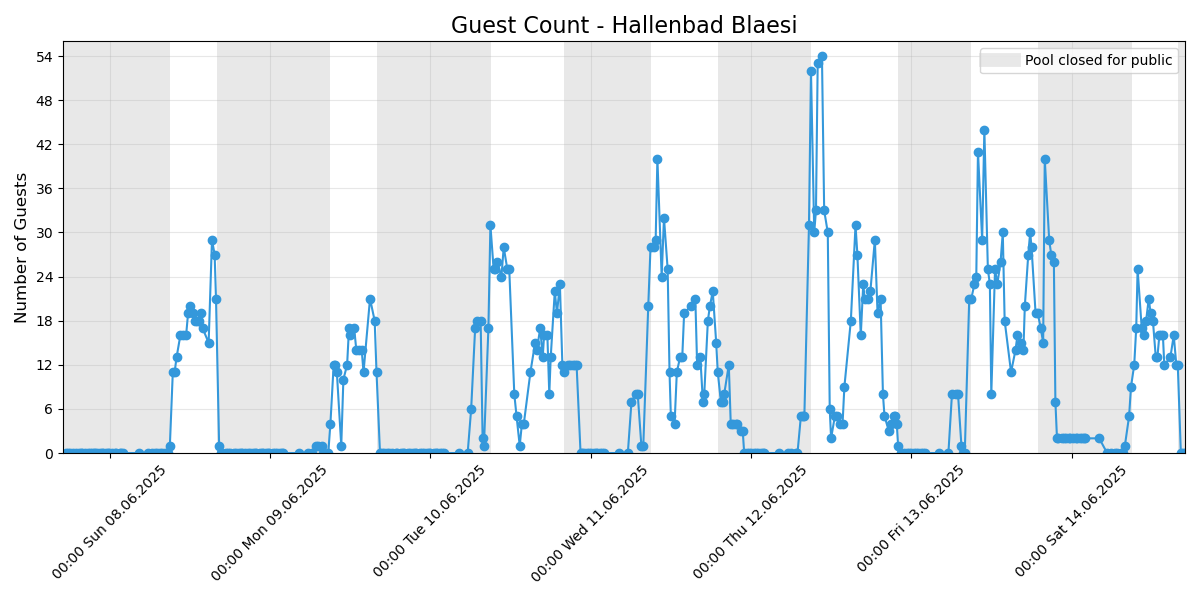 Guest Count - Hallenbad Blaesi
Pool closed for public
Number of Guests
54
48
42
36
30
24
18
12
6
0
00:00 Sun 08.06.2025
00:00 Mon 09.06.2025
00:00 Tue 10.06.2025
00:00 Wed 11.06.2025
00:00 Thu 12.06.2025
00:00 Fri 13.06.2025
00:00 Sat 14.06.2025